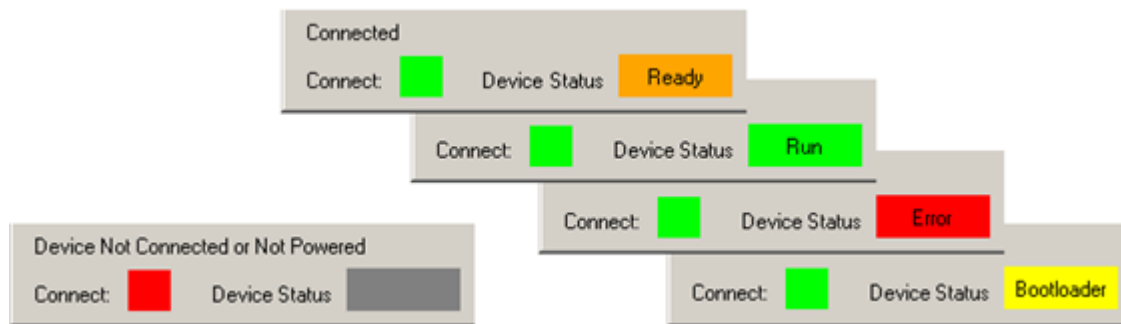 Connected
Connect: Device Status Ready
Connect: Device Status Run
Connect: Device Status Error
Device Not Connected or Not Powered
Connect: Device Status
Connect: Device Status Bootloader